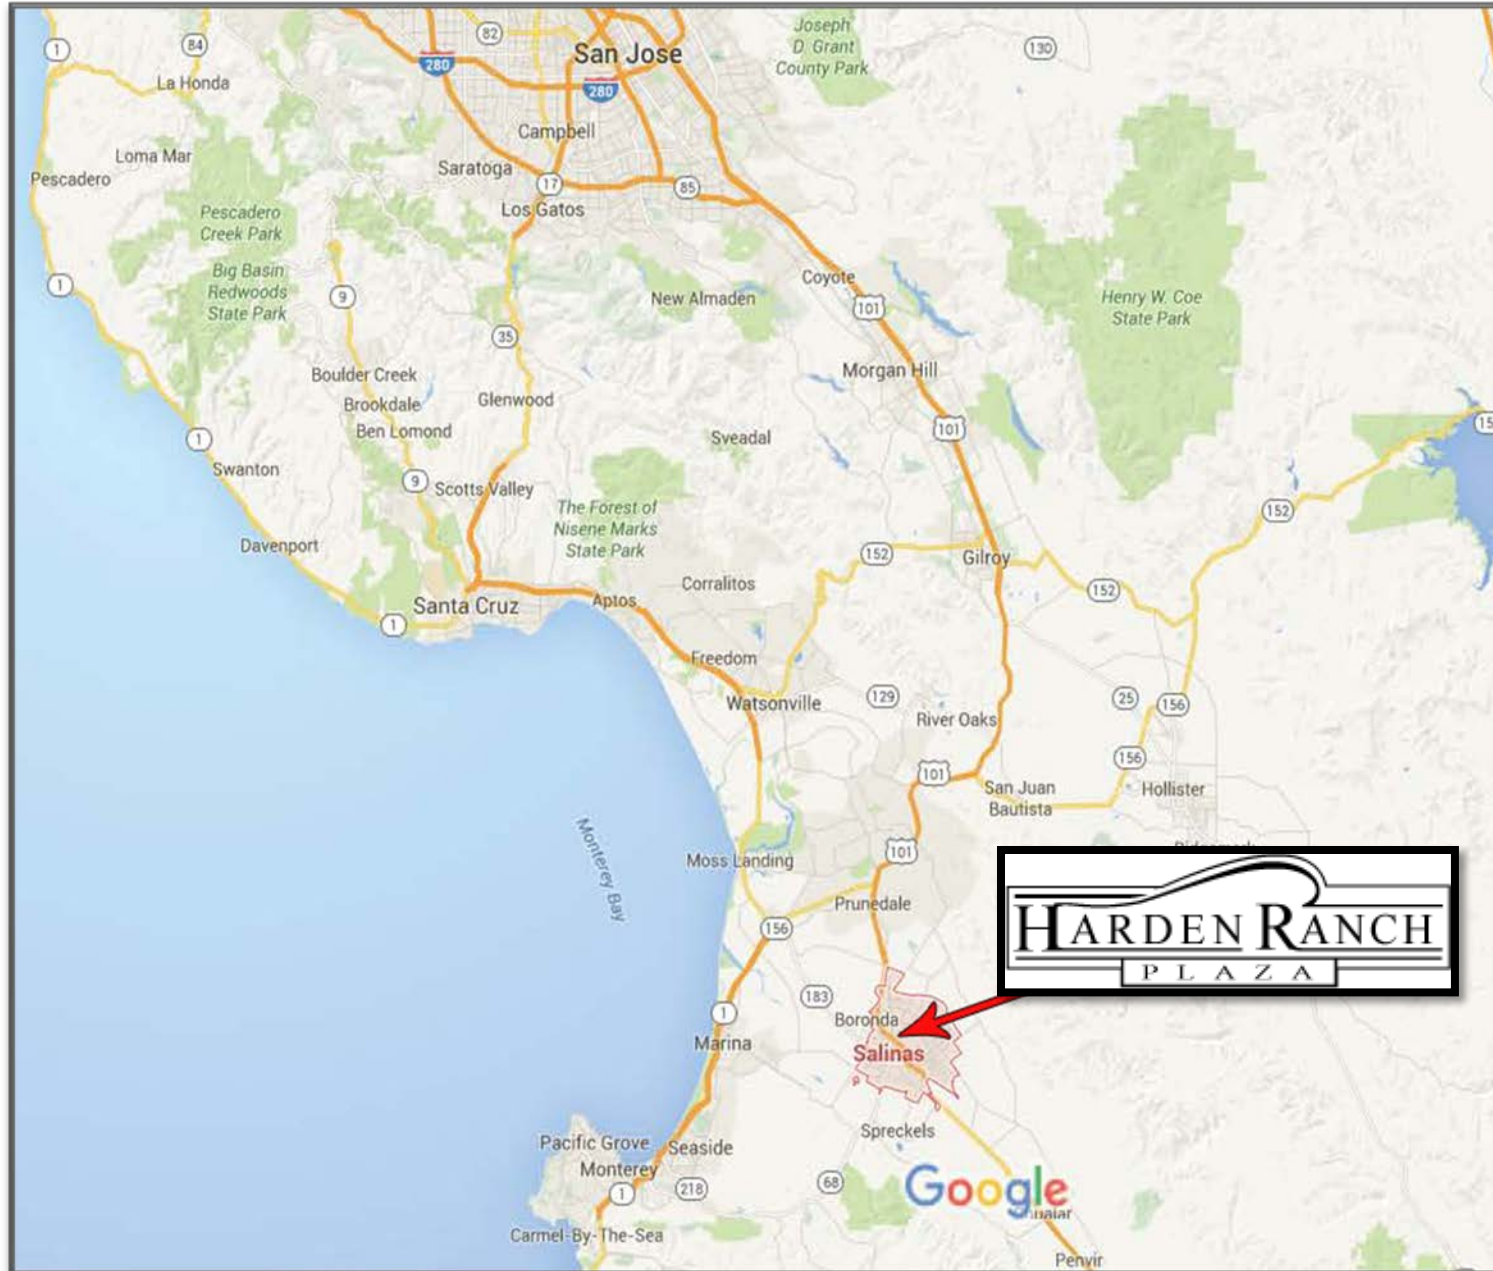 1
84
La Honda
82
280
San Jose
280
Joseph
D. Grant
County Park
130
Campbell
Loma Mar
Saratoga
Pescadero
17
85
Los Gatos
Pescadero
Creek Park
Big Basin
Redwoods
State Park
1
9
Coyote
New Almaden
101
Henry W. Coe
State Park
35
Boulder Creek
Morgan Hill
Brookdale
Glenwood
Ben Lomond
101
1
Sveadal
Swanton
9
Scotts Valley
The Forest of
Nisene Marks
State Park
152
Davenport
152
Gilroy
Corralitos
152
Santa Cruz
Aptos
1
Freedom
Watsonville
129
25
156
River Oaks
156
101
San Juan
Bautista
Hollister
Monterey Bay
Moss Landing
101
Prunedale
156
HARDEN RANCH
PLAZA
183
1
Boronda
Marina
Salinas
Spreckels
Pacific Grove
Seaside
Monterey
1
218
68
Google
Carmel-By-The-Sea